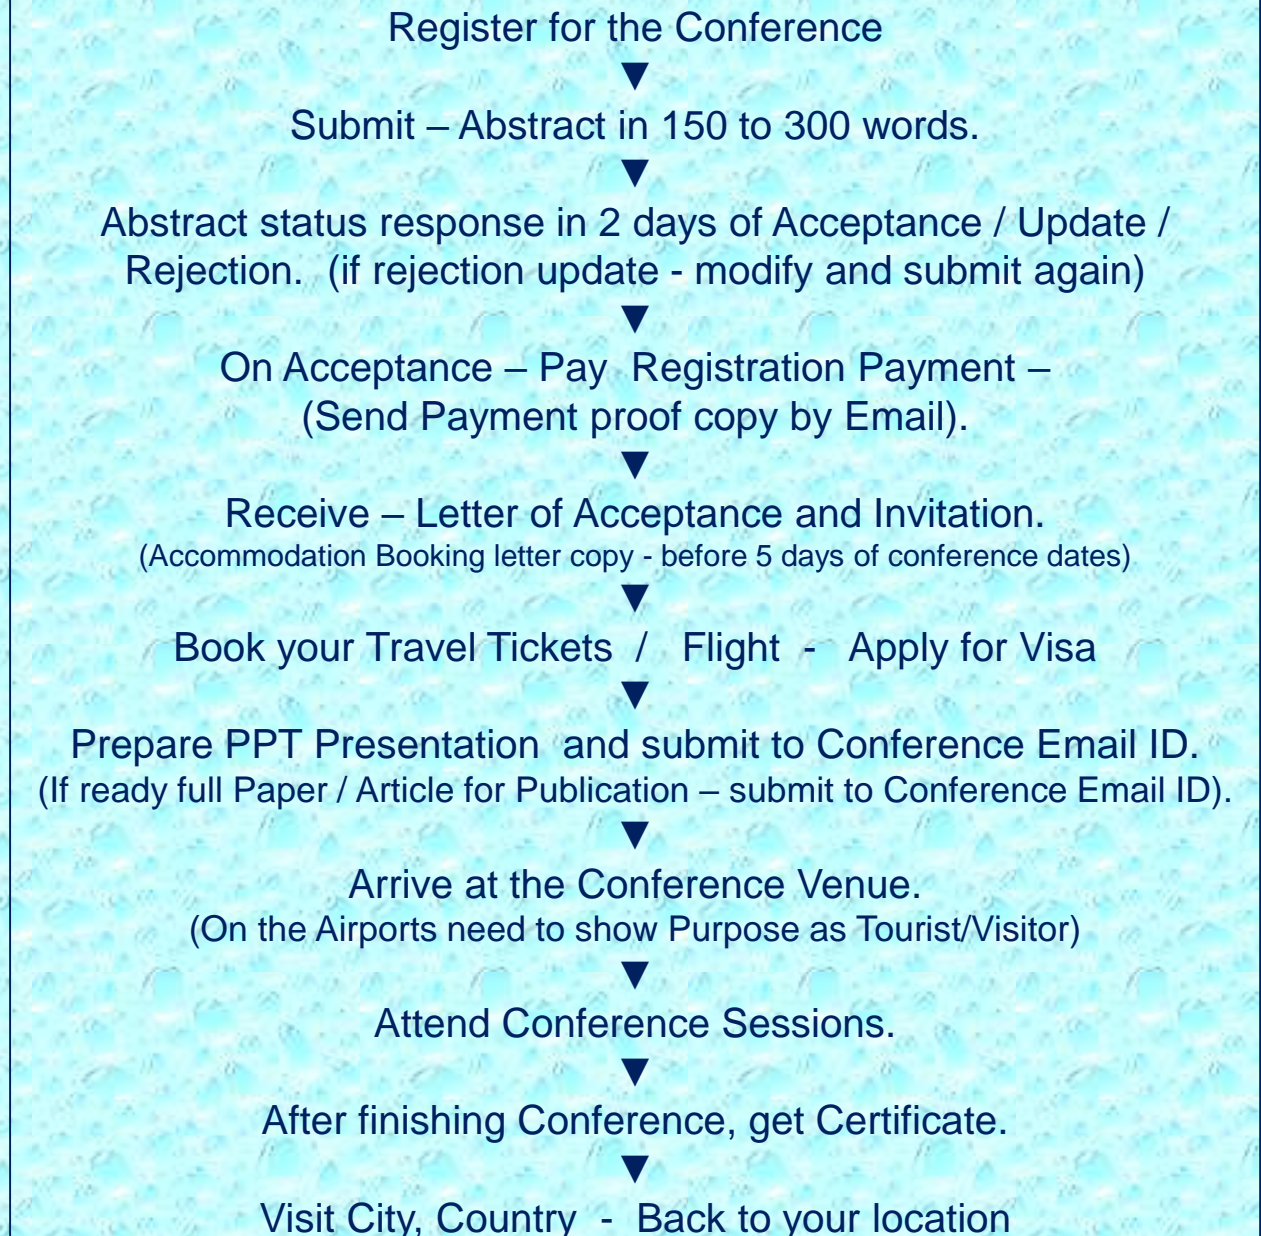 Register for the Conference
▼
Submit – Abstract in 150 to 300 words.
▼
Abstract status response in 2 days of Acceptance / Update /
Rejection.  (if rejection update - modify and submit again)
▼
On Acceptance – Pay  Registration Payment –
(Send Payment proof copy by Email).
▼
Receive – Letter of Acceptance and Invitation.
(Accommodation Booking letter copy - before 5 days of conference dates)
▼
Book your Travel Tickets  /   Flight  -   Apply for Visa
▼
Prepare PPT Presentation  and submit to Conference Email ID.
(If ready full Paper / Article for Publication – submit to Conference Email ID).
▼
Arrive at the Conference Venue.
(On the Airports need to show Purpose as Tourist/Visitor)
▼
Attend Conference Sessions.
▼
After finishing Conference, get Certificate.
▼
Visit City, Country  -  Back to your location